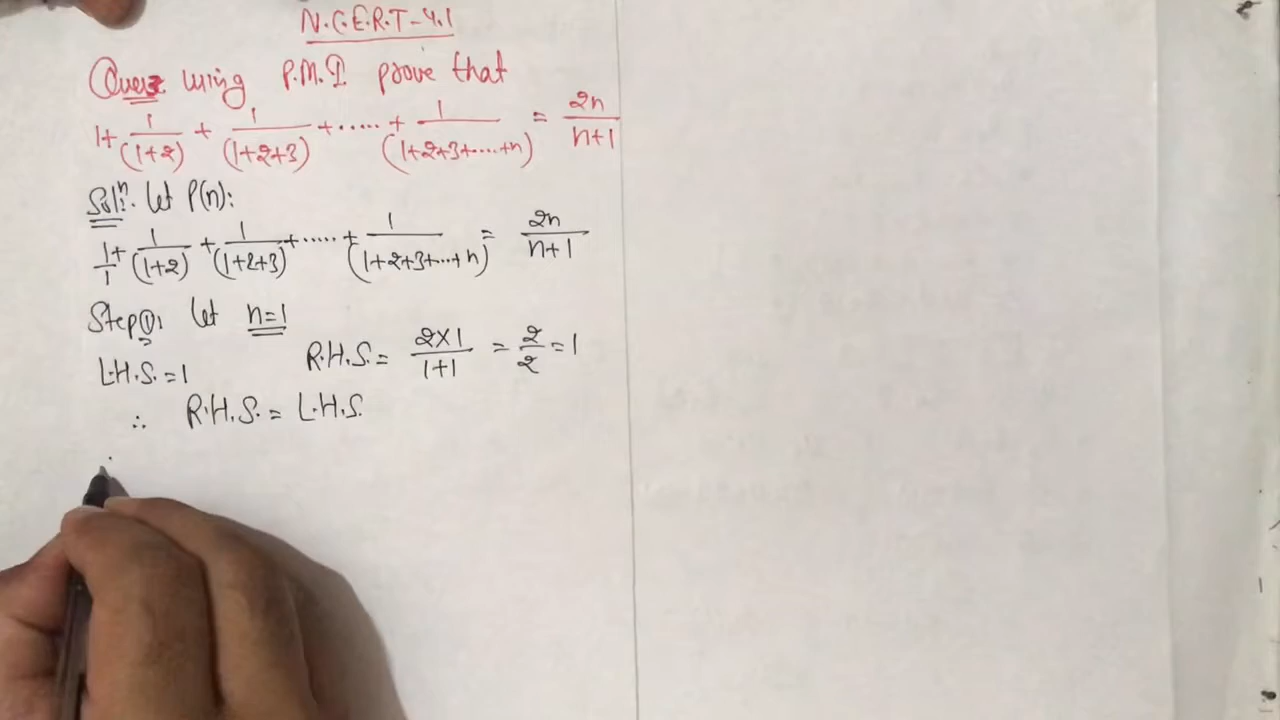 N.C.E.R.T-4.1
Ques3 using P.M.I prove that
1+ 1/(1+2) + 1/(1+2+3) +.....+ 1/(1+2+3+.....+n) = 2n/n+1
Solⁿ. let P(n):
1/1+ 1/(1+2) + 1/(1+2+3) +.....+ 1/(1+2+3+...+n) = 2n/n+1
Step①: let n=1
L.H.S.=1 R.H.S.= 2×1/1+1 = 2/2 =1
∴ R.H.S.= L.H.S.